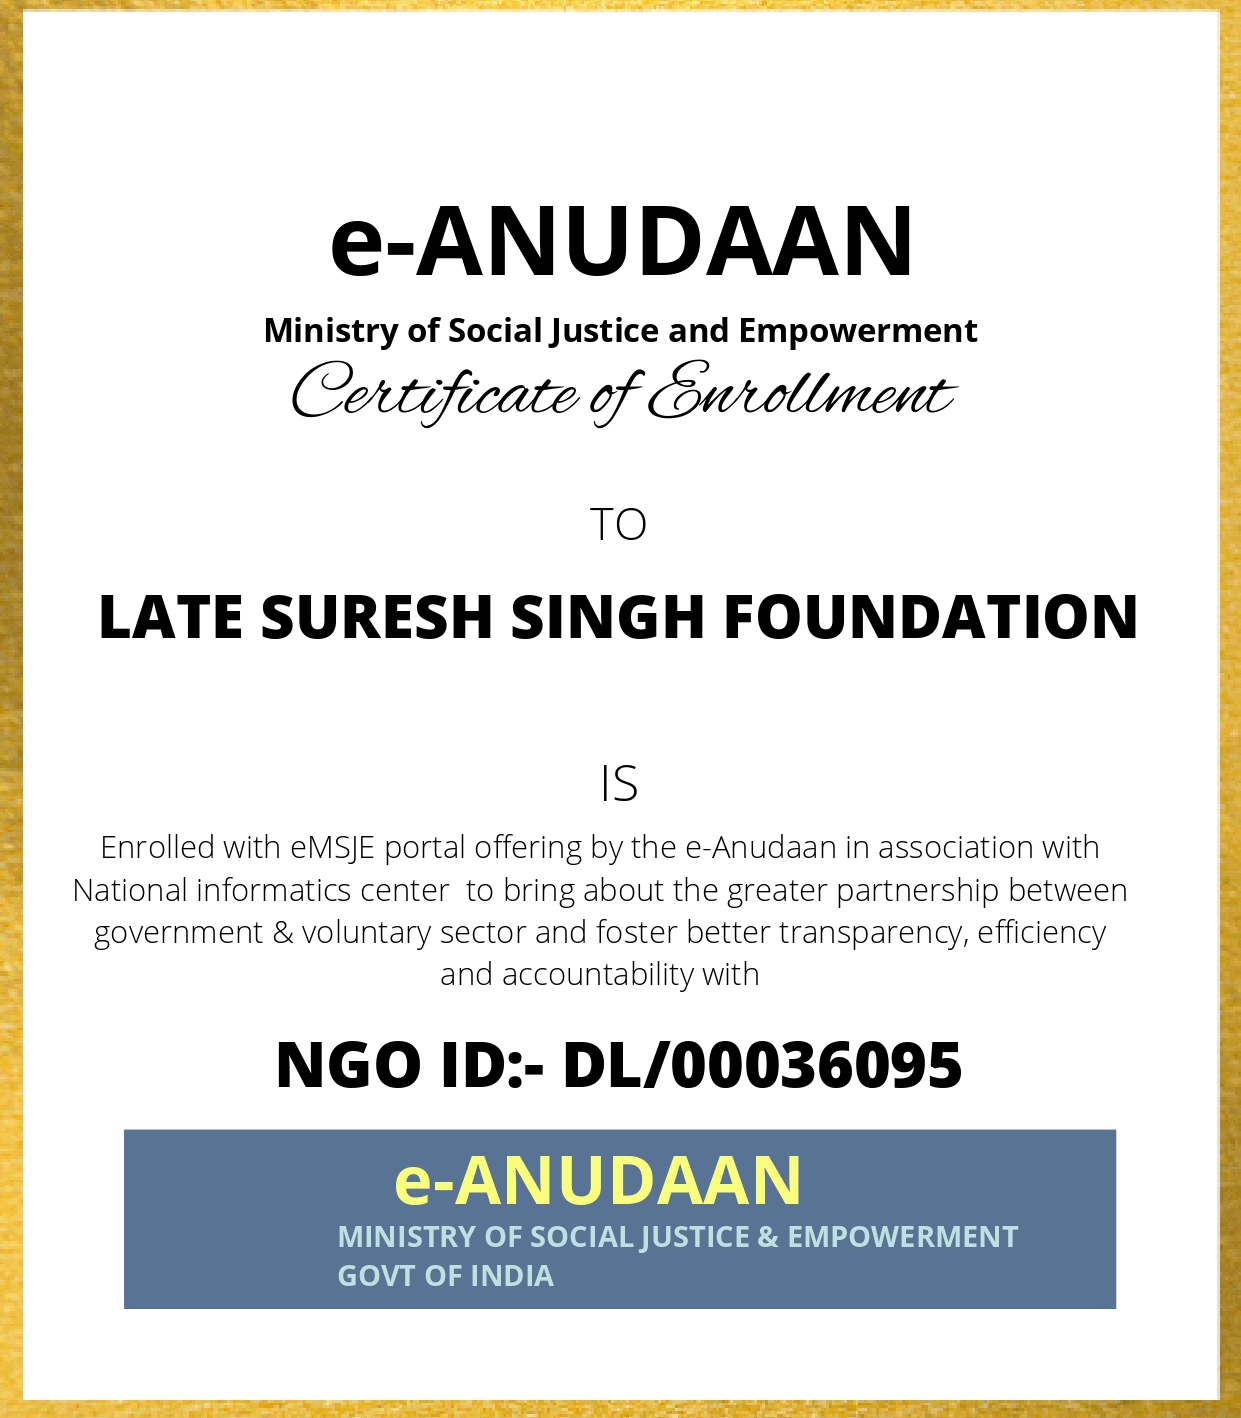 e-ANUDAAN
Ministry of Social Justice and Empowerment
Certificate of Enrollment
TO
LATE SURESH SINGH FOUNDATION
IS
Enrolled with eMSJE portal offering by the e-Anudaan in association with
National informatics center  to bring about the greater partnership between
government & voluntary sector and foster better transparency, efficiency
and accountability with
NGO ID:- DL/00036095
e-ANUDAAN
MINISTRY OF SOCIAL JUSTICE & EMPOWERMENT
GOVT OF INDIA